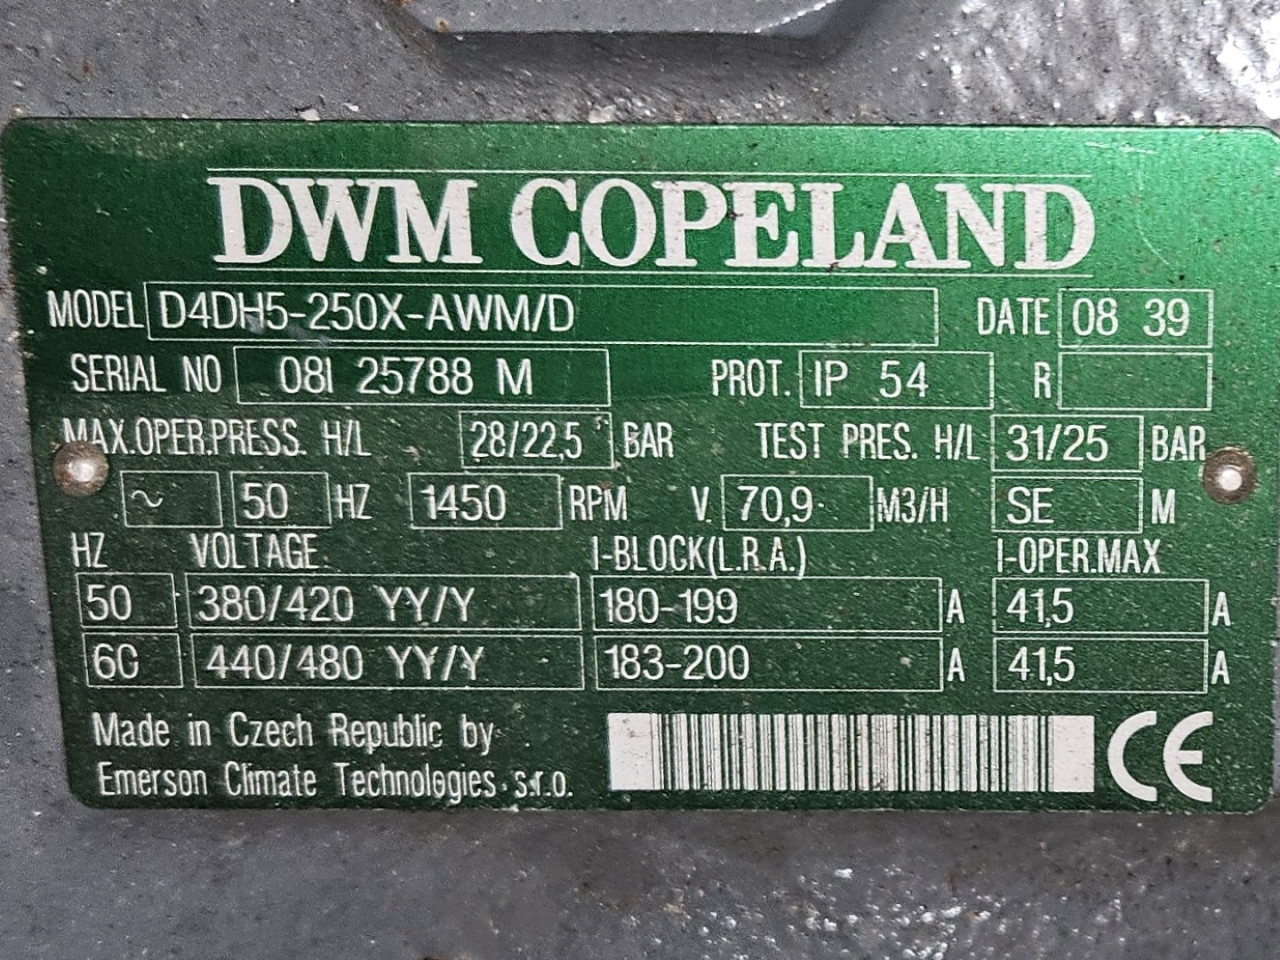 DWM COPELAND
MODEL D4DH5-250X-AWM/D DATE 08 39
SERIAL NO 08I 25788 M PROT. IP 54 R
MAX.OPER.PRESS. H/L 28/22,5 BAR TEST PRES. H/L 31/25 BAR
~ 50 HZ 1450 RPM V. 70,9 M3/H SE M
HZ VOLTAGE I-BLOCK(L.R.A.) I-OPER.MAX
50 380/420 YY/Y 180-199 A 41,5 A
60 440/480 YY/Y 183-200 A 41,5 A
Made in Czech Republic by
Emerson Climate Technologies s.r.o.
CE